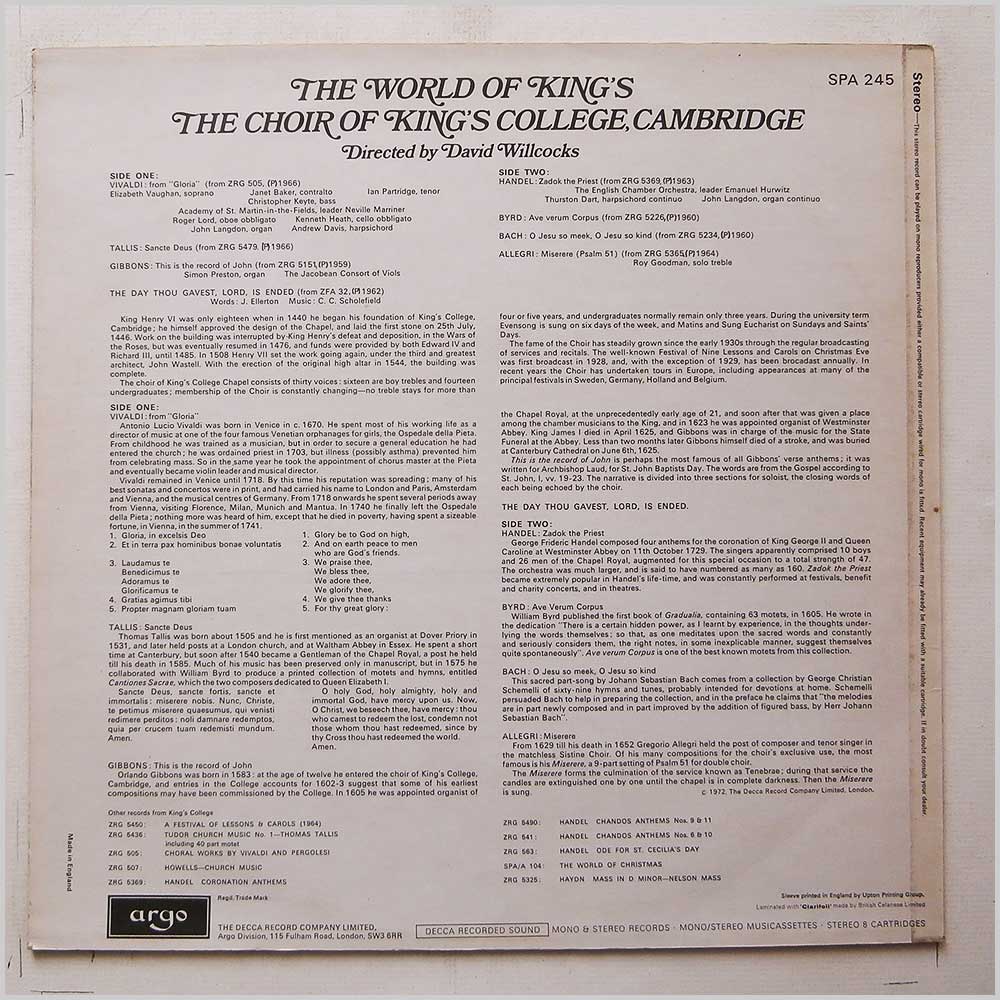 THE WORLD OF KING'S
SPA 245
THE CHOIR OF KING'S COLLEGE, CAMBRIDGE
Directed by David Willcocks
SIDE ONE:
VIVALDI: from "Gloria" (from ZRG 505, (P)1966)
Elizabeth Vaughan, soprano Janet Baker, contralto Ian Partridge, tenor
Christopher Keyte, bass
Academy of St. Martin-in-the-Fields, leader Neville Marriner
Roger Lord, oboe obbligato Kenneth Heath, cello obbligato
John Langdon, organ Andrew Davis, harpsichord
TALLIS: Sancte Deus (from ZRG 5479, (P)1966)
GIBBONS: This is the record of John (from ZRG 5151, (P)1959)
Simon Preston, organ The Jacobean Consort of Viols
THE DAY THOU GAVEST, LORD, IS ENDED (from ZFA 32, (P)1962)
Words: J. Ellerton Music: C. C. Scholefield
SIDE TWO:
HANDEL: Zadok the Priest (from ZRG 5369, (P)1963)
The English Chamber Orchestra, leader Emanuel Hurwitz
Thurston Dart, harpsichord continuo John Langdon, organ continuo
BYRD: Ave verum Corpus (from ZRG 5226, (P)1960)
BACH: O Jesu so meek, O Jesu so kind (from ZRG 5234, (P)1960)
ALLEGRI: Miserere (Psalm 51) (from ZRG 5365, (P)1964)
Roy Goodman, solo treble
King Henry VI was only eighteen when in 1440 he began his foundation of King's College,
Cambridge; he himself approved the design of the Chapel, and laid the first stone on 25th July,
1446. Work on the building was interrupted by King Henry's defeat and deposition, in the Wars of
the Roses, but was eventually resumed in 1476, and funds were provided by both Edward IV and
Richard III, until 1485. In 1508 Henry VII set the work going again, under the third and greatest
architect, John Wastell. With the erection of the original high altar in 1544, the building was
complete.
The choir of King's College Chapel consists of thirty voices: sixteen are boy trebles and fourteen
undergraduates; membership of the Choir is constantly changing—no treble stays for more than
four or five years, and undergraduates normally remain only three years. During the university term
Evensong is sung on six days of the week, and Matins and Sung Eucharist on Sundays and Saints'
Days.
The fame of the Choir has steadily grown since the early 1930s through the regular broadcasting
of services and recitals. The well-known Festival of Nine Lessons and Carols on Christmas Eve
was first broadcast in 1928, and, with the exception of 1929, has been brocadcast annually. In
recent years the Choir has undertaken tours in Europe, including appearances at many of the
principal festivals in Sweden, Germany, Holland and Belgium.
SIDE ONE:
VIVALDI: from "Gloria"
Antonio Lucio Vivaldi was born in Venice in c. 1670. He spent most of his working life as a
director of music at one of the four famous Venetian orphanages for girls, the Ospedale della Pieta.
From childhood he was trained as a musician, but in order to secure a general education he had
entered the church; he was ordained priest in 1703, but illness (possibly asthma) prevented him
from celebrating mass. So in the same year he took the appointment of chorus master at the Pieta
and eventually became violin leader and musical director.
Vivaldi remained in Venice until 1718. By this time his reputation was spreading; many of his
best sonatas and concertos were in print, and had carried his name to London and Paris, Amsterdam
and Vienna, and the musical centres of Germany. From 1718 onwards he spent several periods away
from Vienna, visiting Florence, Milan, Munich and Mantua. In 1740 he finally left the Ospedale
della Pieta; nothing more was heard of him, except that he died in poverty, having spent a sizeable
fortune, in Vienna, in the summer of 1741.
1. Gloria, in excelsis Deo
2. Et in terra pax hominibus bonae voluntatis
3. Laudamus te
Benedicimus te
Adoramus te
Glorificamus te
4. Gratias agimus tibi
5. Propter magnam gloriam tuam
1. Glory be to God on high,
2. And on earth peace to men
who are God's friends.
3. We praise thee,
We bless thee,
We adore thee,
We glorify thee,
4. We give thee thanks
5. For thy great glory:
TALLIS: Sancte Deus
Thomas Tallis was born about 1505 and he is first mentioned as an organist at Dover Priory in
1531, and later held posts at a London church, and at Waltham Abbey in Essex. He spent a short
time at Canterbury, but soon after 1540 became a Gentleman of the Chapel Royal, a post he held
till his death in 1585. Much of his music has been preserved only in manuscript, but in 1575 he
collaborated with William Byrd to produce a printed collection of motets and hymns, entitled
Cantiones Sacrae, which the two composers dedicated to Queen Elizabeth I.
Sancte Deus, sancte fortis, sancte et
immortalis: miserere nobis. Nunc, Christe,
te petimus miserere quaesumus, qui venisti
redimere perditos: noli damnare redemptos,
quia per crucem tuam redemisti mundum.
Amen.
O holy God, holy almighty, holy and
immortal God, have mercy upon us. Now,
O Christ, we beseech thee, have mercy: thou
who camest to redeem the lost, condemn not
those whom thou hast redeemed, since by
thy Cross thou hast redeemed the world.
Amen.
GIBBONS: This is the record of John
Orlando Gibbons was born in 1583: at the age of twelve he entered the choir of King's College,
Cambridge, and entries in the College accounts for 1602-3 suggest that some of his earliest
compositions may have been commissioned by the College. In 1605 he was appointed organist of
the Chapel Royal, at the unprecedentedly early age of 21, and soon after that was given a place
among the chamber musicians to the King, and in 1623 he was appointed organist of Westminster
Abbey. King James I died in April 1625, and Gibbons was in charge of the music for the State
Funeral at the Abbey. Less than two months later Gibbons himself died of a stroke, and was buried
at Canterbury Cathedral on June 6th, 1625.
This is the record of John is perhaps the most famous of all Gibbons' verse anthems; it was
written for Archbishop Laud, for St. John Baptists Day. The words are from the Gospel according to
St. John, I, vv. 19-23. The narrative is divided into three sections for soloist, the closing words of
each being echoed by the choir.
THE DAY THOU GAVEST, LORD, IS ENDED.
SIDE TWO:
HANDEL: Zadok the Priest
George Frideric Handel composed four anthems for the coronation of King George II and Queen
Caroline at Westminster Abbey on 11th October 1729. The singers apparently comprised 10 boys
and 26 men of the Chapel Royal, augmented for this special occasion to a total strength of 47.
The orchestra was much larger, and is said to have numbered as many as 160. Zadok the Priest
became extremely popular in Handel's life-time, and was constantly performed at festivals, benefit
and charity concerts, and in theatres.
BYRD: Ave Verum Corpus
William Byrd published the first book of Gradualia, containing 63 motets, in 1605. He wrote in
the dedication "There is a certain hidden power, as I learnt by experience, in the thoughts under-
lying the words themselves; so that, as one meditates upon the sacred words and constantly
and seriously considers them, the right notes, in some inexplicable manner, suggest themselves
quite spontaneously". Ave verum Corpus is one of the best known motets from this collection.
BACH: O Jesu so meek, O Jesu so kind
This sacred part-song by Johann Sebastian Bach comes from a collection by George Christian
Schemelli of sixty-nine hymns and tunes, probably intended for devotions at home. Schemelli
persuaded Bach to help in preparing the collection, and in the preface he claims that "the melodies
are in part newly composed and in part improved by the addition of figured bass, by Herr Johann
Sebastian Bach".
ALLEGRI: Miserere
From 1629 till his death in 1652 Gregorio Allegri held the post of composer and tenor singer in
the matchless Sistine Choir. Of his many compositions for the choir's exclusive use, the most
famous is his Miserere, a 9-part setting of Psalm 51 for double choir.
The Miserere forms the culmination of the service known as Tenebrae; during that service the
candles are extinguished one by one until the chapel is in complete darkness. Then the Miserere
is sung.
c 1972, The Decca Record Company Limited, London.
Other records from King's College
ZRG 5450: A FESTIVAL OF LESSONS & CAROLS (1964)
ZRG 5436: TUDOR CHURCH MUSIC No. 1—THOMAS TALLIS
including 40 part motet
ZRG 505: CHORAL WORKS BY VIVALDI AND PERGOLESI
ZRG 507: HOWELLS—CHURCH MUSIC
ZRG 5369: HANDEL CORONATION ANTHEMS
ZRG 5490: HANDEL CHANDOS ANTHEMS Nos. 9 & 11
ZRG 541: HANDEL CHANDOS ANTHEMS Nos. 6 & 10
ZRG 563: HANDEL ODE FOR ST. CECILIA'S DAY
SPA/A 104: THE WORLD OF CHRISTMAS
ZRG 5325: HAYDN MASS IN D MINOR—NELSON MASS
Made in England
argo
Regd. Trade Mark
THE DECCA RECORD COMPANY LIMITED,
Argo Division, 115 Fulham Road, London, SW3 6RR
DECCA RECORDED SOUND MONO & STEREO RECORDS · MONO/STEREO MUSICASSETTES · STEREO 8 CARTRIDGES
Sleeve printed in England by Upton Printing Group.
Laminated with 'Clarifoil' made by British Celanese Limited
Stereo—This stereo record can be played on mono reproducers provided either a compatible or stereo cartridge wired for mono is fitted. Recent equipment may already be fitted with a suitable cartridge. If in doubt consult your dealer.